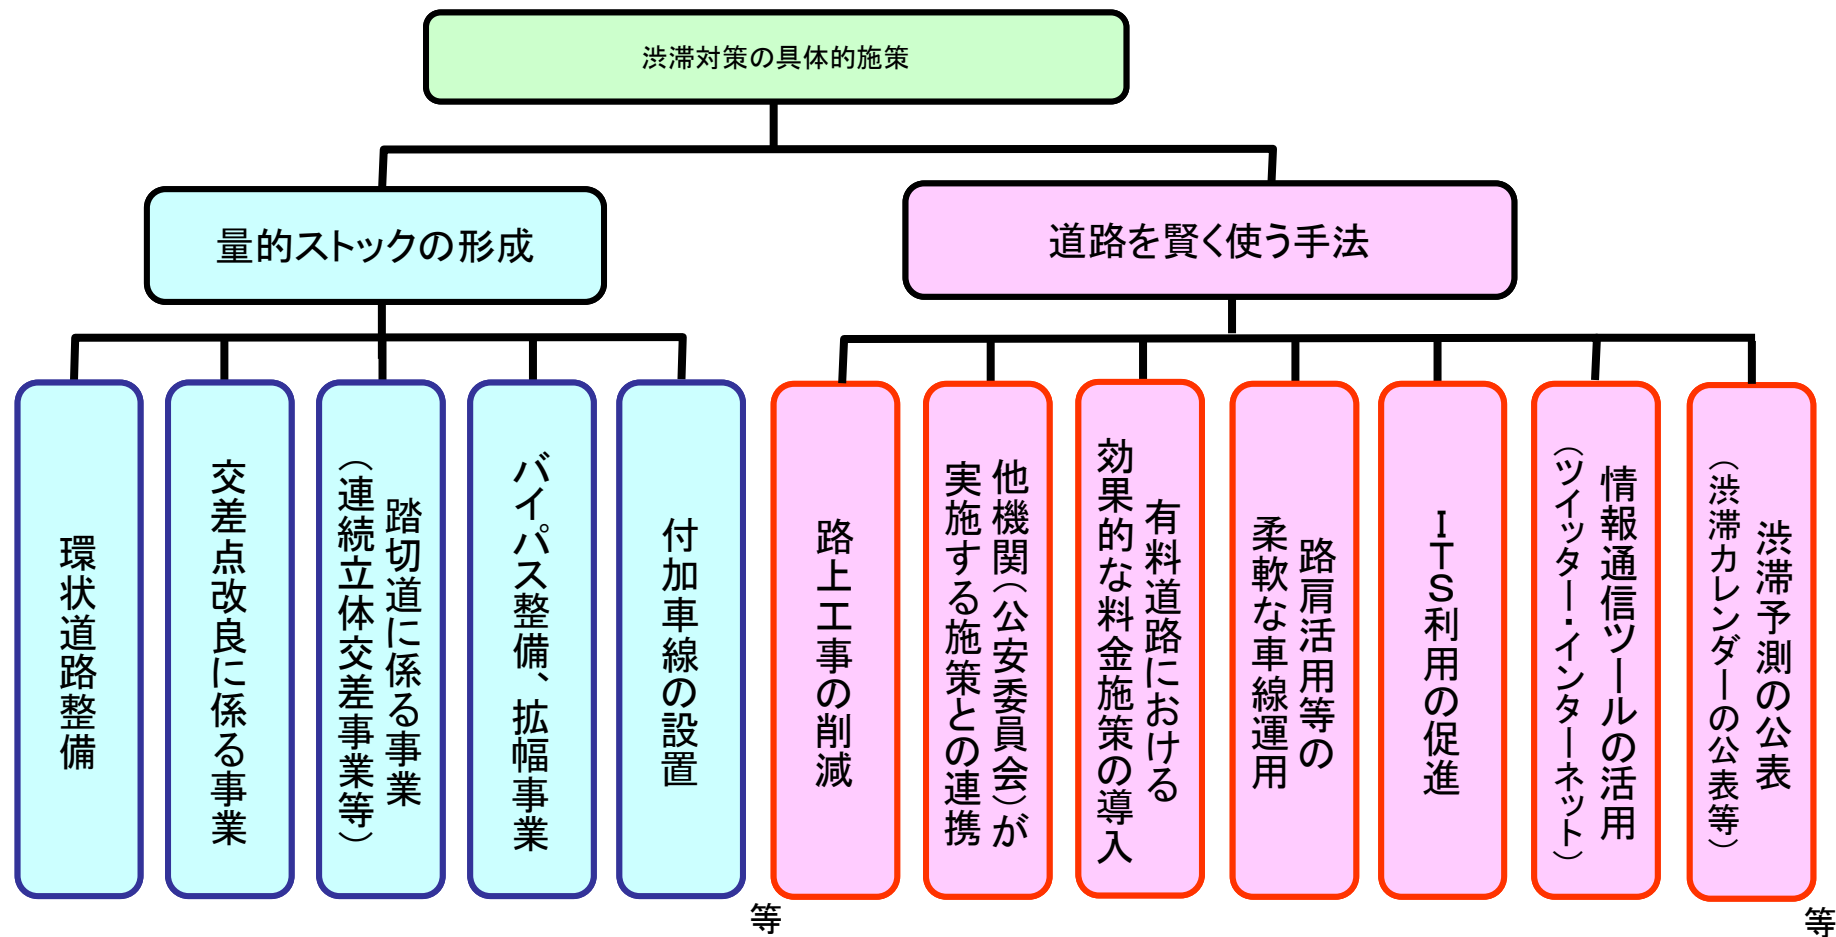 渋滞対策の具体的施策
量的ストックの形成
道路を賢く使う手法
環状道路整備
交差点改良に係る事業
踏切道に係る事業
（連続立体交差事業等）
バイパス整備、拡幅事業
付加車線の設置
等
路上工事の削減
他機関（公安委員会）が
実施する施策との連携
有料道路における
効果的な料金施策の導入
路肩活用等の
柔軟な車線運用
ＩＴＳ利用の促進
情報通信ツールの活用
（ツイッター・インターネット）
渋滞予測の公表
（渋滞カレンダーの公表等）
等